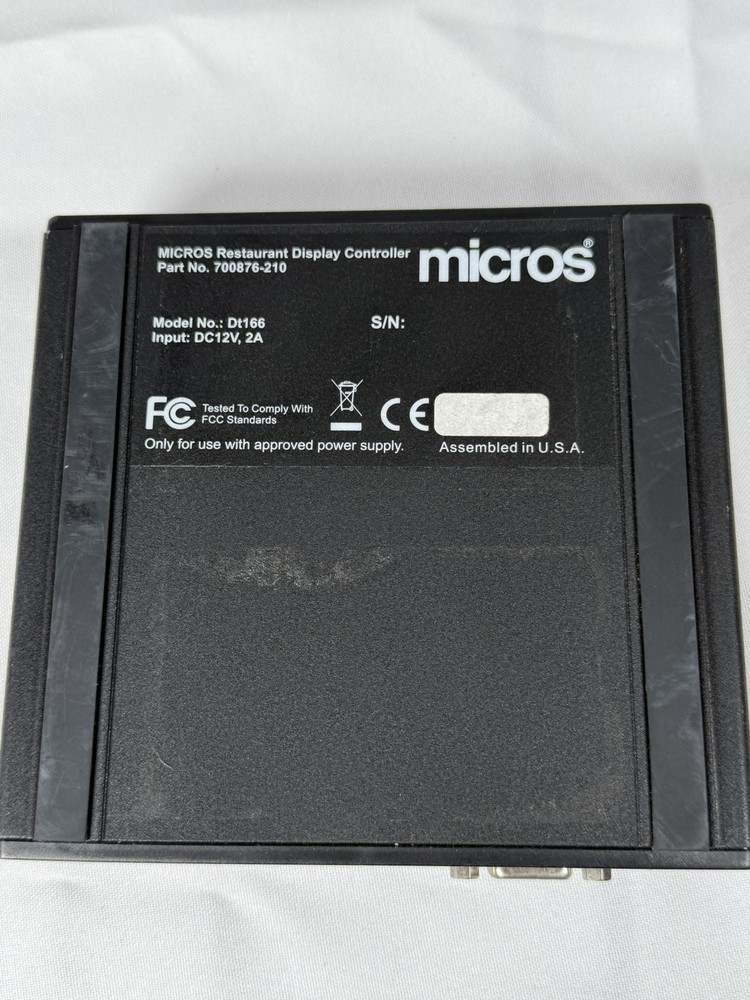 MICROS Restaurant Display Controller
Part No. 700876-210
micros®
Model No.: Dt166
Input: DC12V, 2A
S/N:
FC Tested To Comply With
FCC Standards
CE
Only for use with approved power supply.
Assembled in U.S.A.